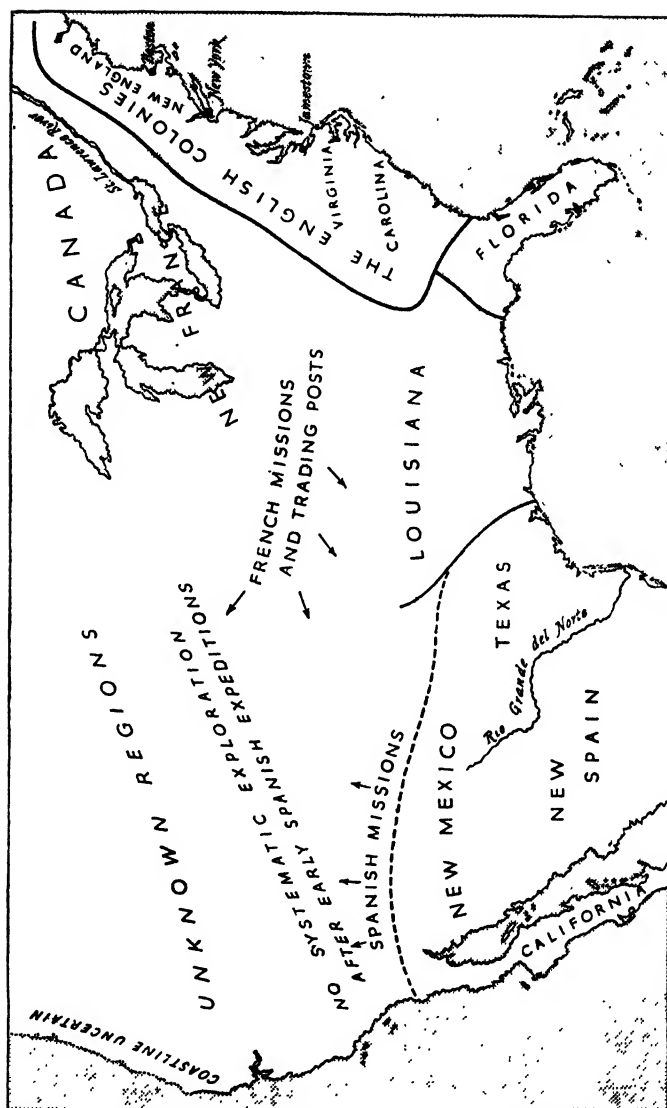 CANADA
St. Lawrence River
NEW FRANCE
NEW ENGLAND
Boston
New York
THE ENGLISH COLONIES
Jamestown
VIRGINIA
CAROLINA
FLORIDA
FRENCH MISSIONS
AND TRADING POSTS
LOUISIANA
UNKNOWN REGIONS
NO SYSTEMATIC EXPLORATION
AFTER EARLY SPANISH EXPEDITIONS
SPANISH MISSIONS
COASTLINE UNCERTAIN
TEXAS
Rio Grande del Norte
NEW MEXICO
NEW
SPAIN
CALIFORNIA